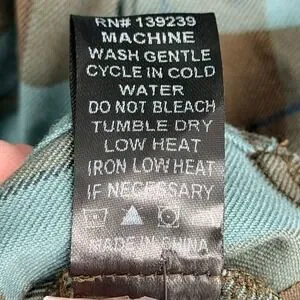 RN# 139239
MACHINE
WASH GENTLE
CYCLE IN COLD
WATER
DO NOT BLEACH
TUMBLE DRY
LOW HEAT
IRON LOW HEAT
IF NECESSARY
MADE IN CHINA